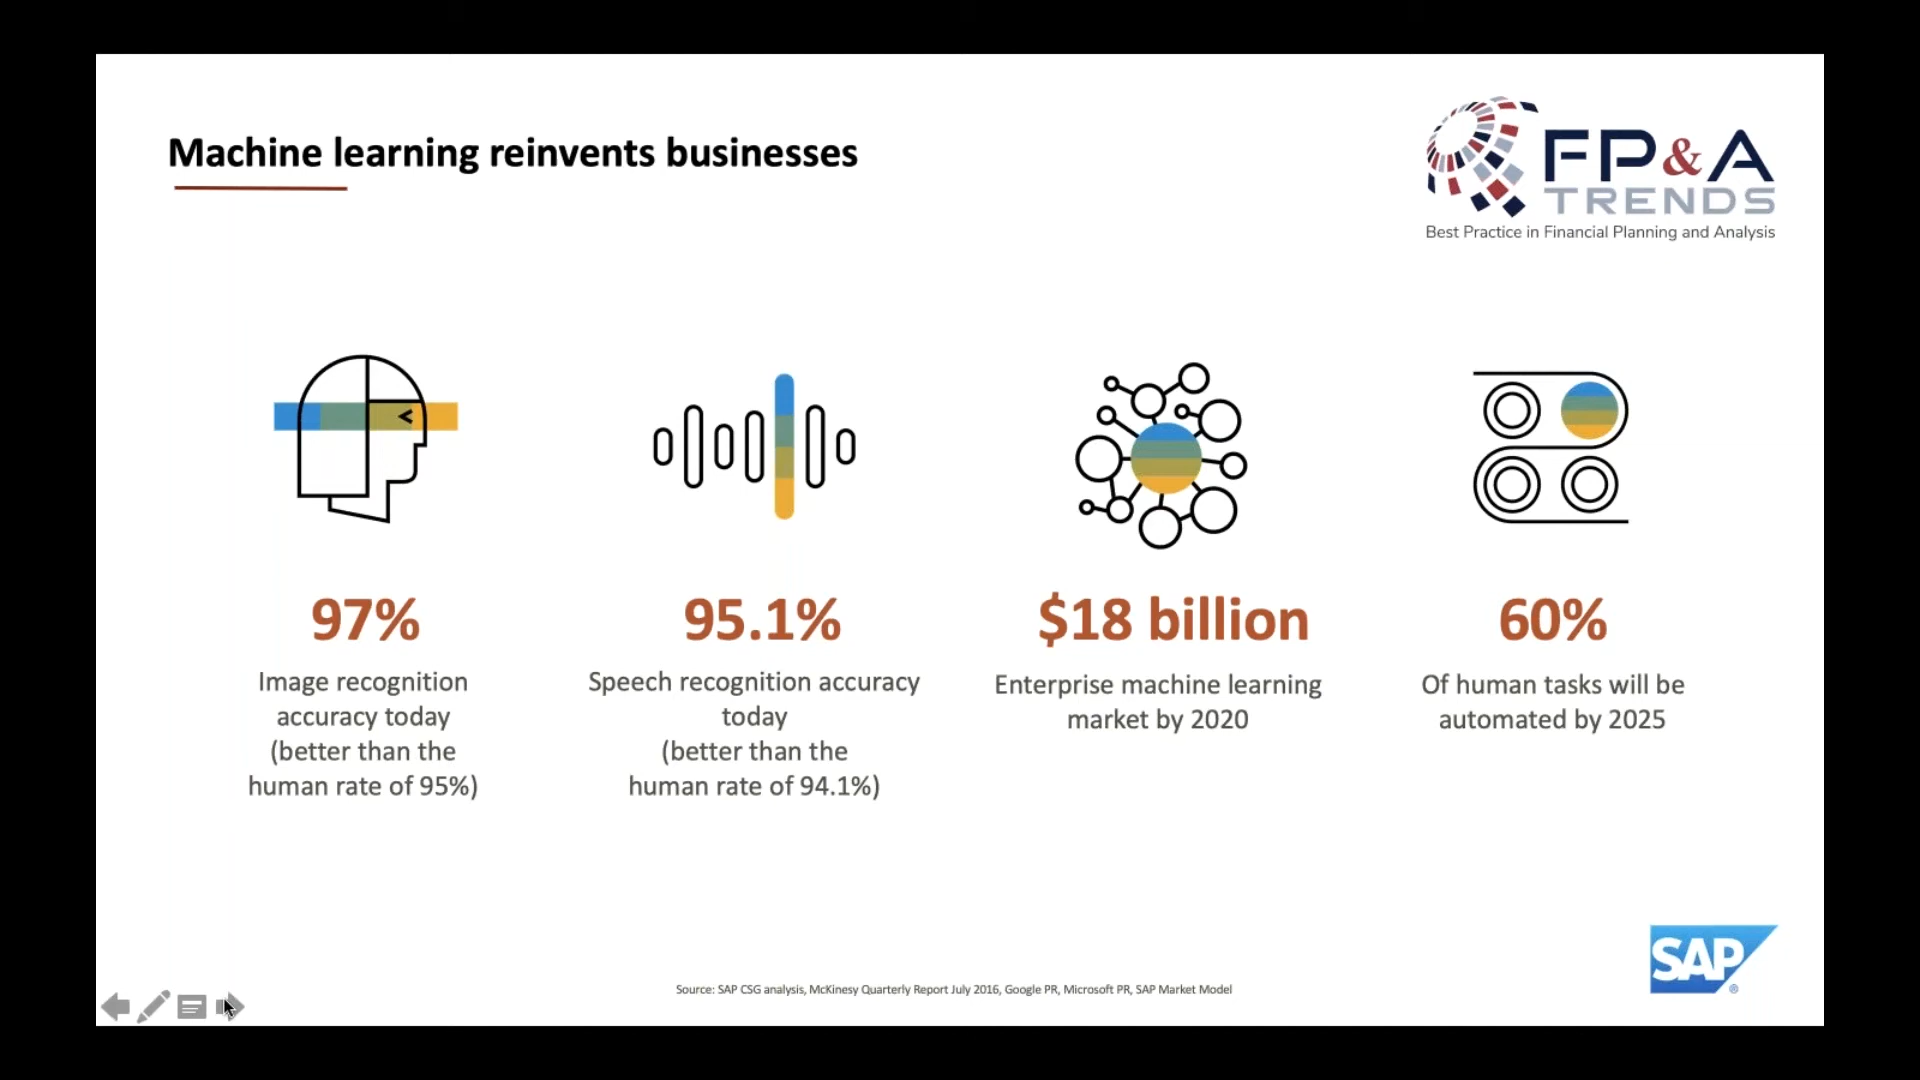 Machine learning reinvents businesses
FP&A
TRENDS
Best Practice in Financial Planning and Analysis
97%
Image recognition
accuracy today
(better than the
human rate of 95%)
95.1%
Speech recognition accuracy
today
(better than the
human rate of 94.1%)
$18 billion
Enterprise machine learning
market by 2020
60%
Of human tasks will be
automated by 2025
SAP
®
Source: SAP CSG analysis, McKinesy Quarterly Report July 2016, Google PR, Microsoft PR, SAP Market Model